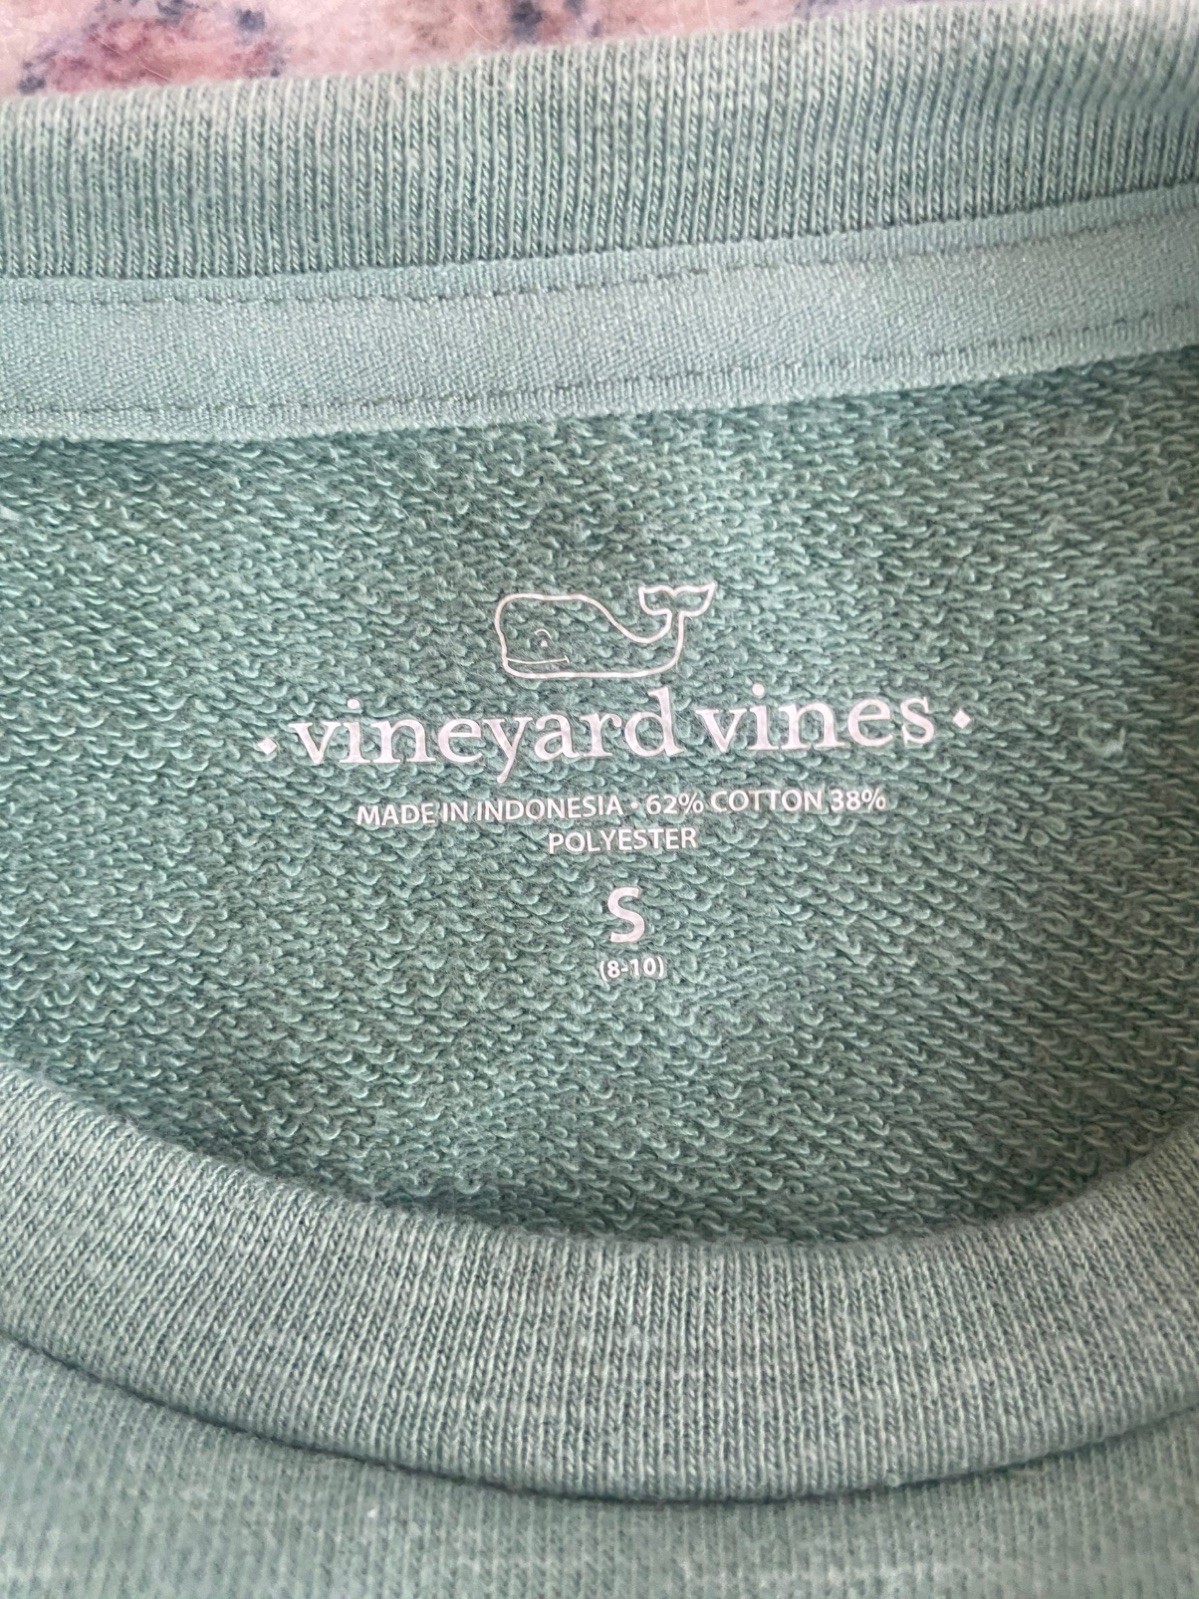 • vineyard vines •
MADE IN INDONESIA • 62% COTTON 38%
POLYESTER
S
(8-10)